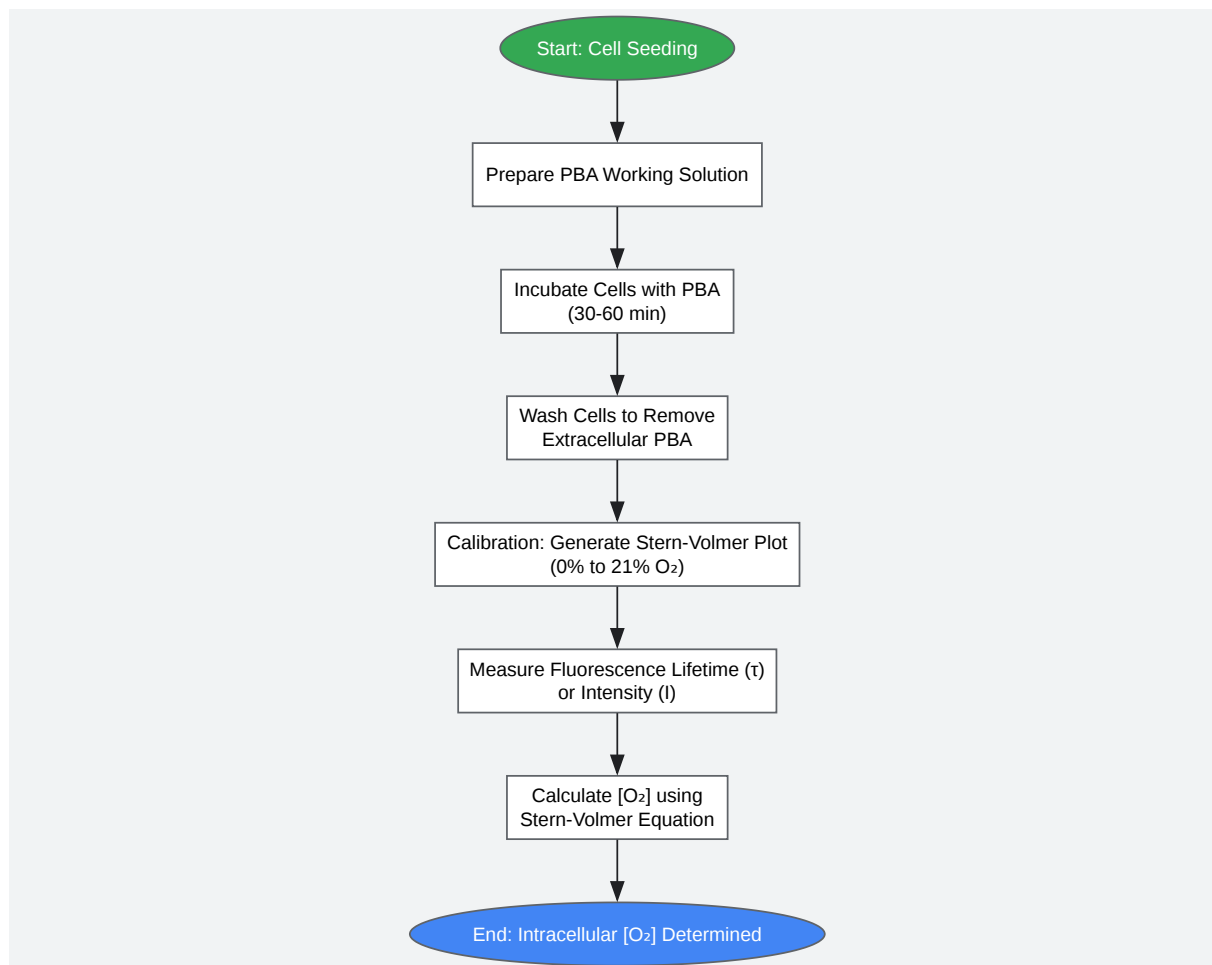 Start: Cell Seeding
Prepare PBA Working Solution
Incubate Cells with PBA
(30-60 min)
Wash Cells to Remove
Extracellular PBA
Calibration: Generate Stern-Volmer Plot
(0% to 21% O₂)
Measure Fluorescence Lifetime (τ)
or Intensity (I)
Calculate [O₂] using
Stern-Volmer Equation
End: Intracellular [O₂] Determined